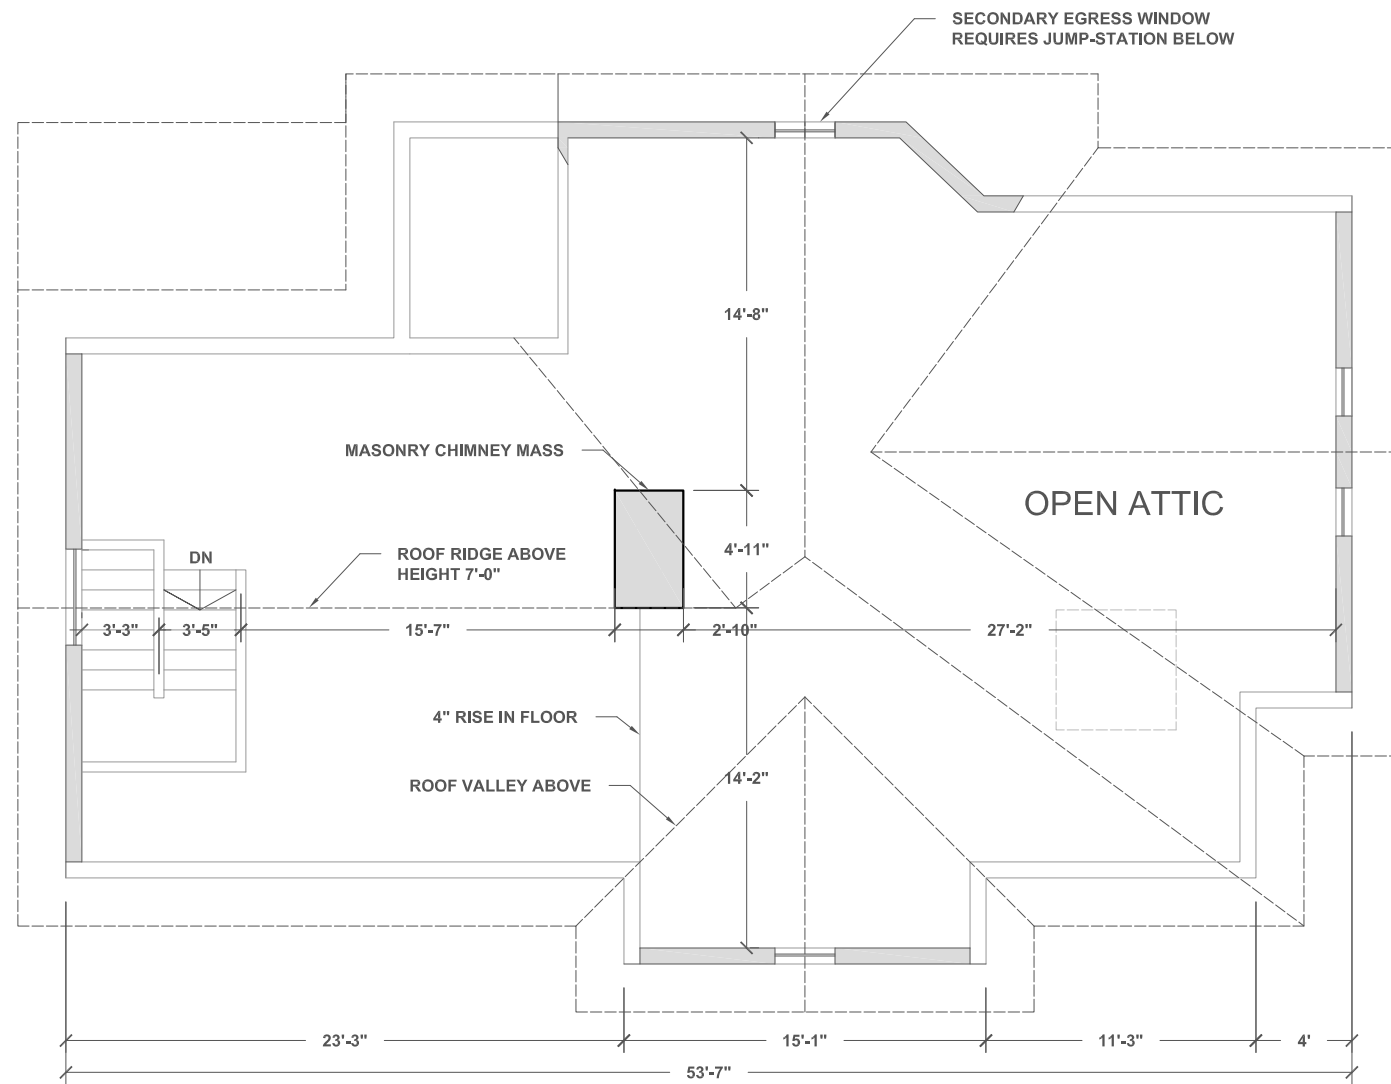 SECONDARY EGRESS WINDOW
REQUIRES JUMP-STATION BELOW
14'-8"
MASONRY CHIMNEY MASS
OPEN ATTIC
4'-11"
DN
ROOF RIDGE ABOVE
HEIGHT 7'-0"
3'-3"
3'-5"
15'-7"
2'-10"
27'-2"
4" RISE IN FLOOR
14'-2"
ROOF VALLEY ABOVE
23'-3"
15'-1"
11'-3"
4'
53'-7"